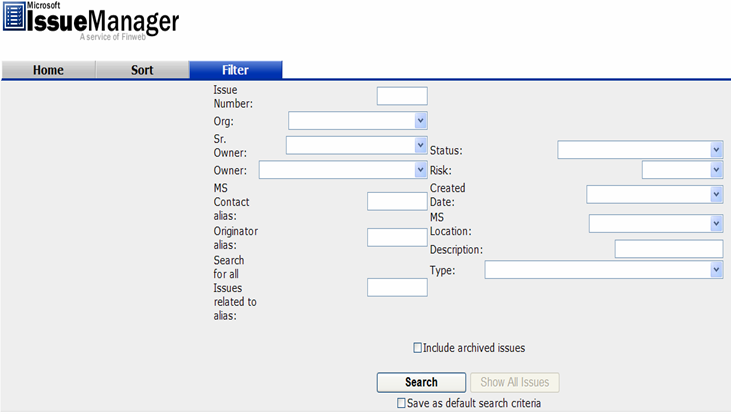 Microsoft
IssueManager
A service of Finweb
Home Sort Filter
Issue
Number:
Org:
Sr.
Owner:
Owner:
MS
Contact
alias:
Originator
alias:
Search
for all
Issues
related to
alias:
Status:
Risk:
Created
Date:
MS
Location:
Description:
Type:
Include archived issues
Search Show All Issues
Save as default search criteria